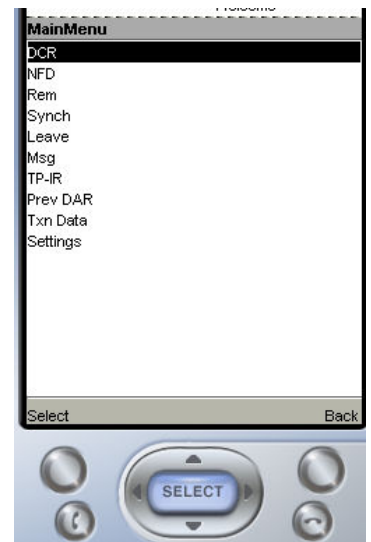 MainMenu
DCR
NFD
Rem
Synch
Leave
Msg
TP-IR
Prev DAR
Txn Data
Settings
Select Back
SELECT